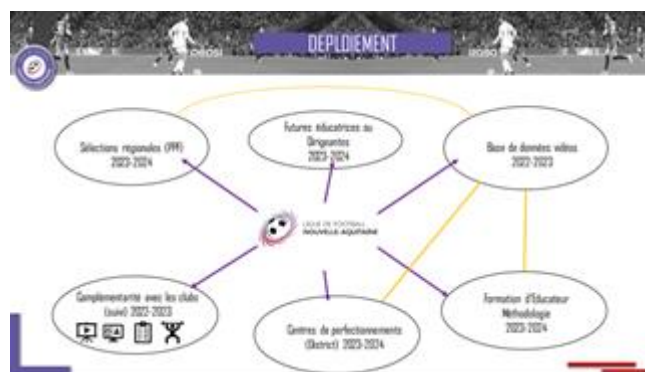 DEPLOIEMENT
Sélections régionales (PPF)
2023-2024
Futures éducatrices ou
Dirigeantes
2023-2024
Base de données vidéos
2022-2023
LIGUE DE FOOTBALL
NOUVELLE-AQUITAINE
Complémentarité avec les clubs
(suivi) 2022-2023
Centres de perfectionnements
(District) 2023-2024
Formation d'Educateur
Méthodologie
2023-2024